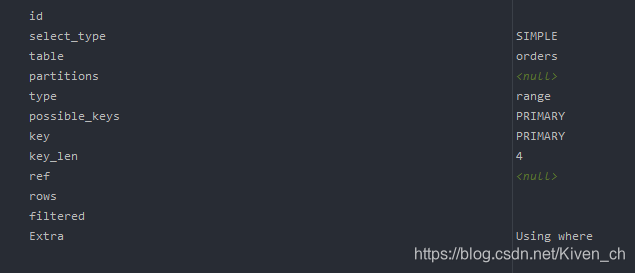 id
select_type SIMPLE
table orders
partitions <null>
type range
possible_keys PRIMARY
key PRIMARY
key_len 4
ref <null>
rows
filtered
Extra Using where
https://blog.csdn.net/Kiven_ch